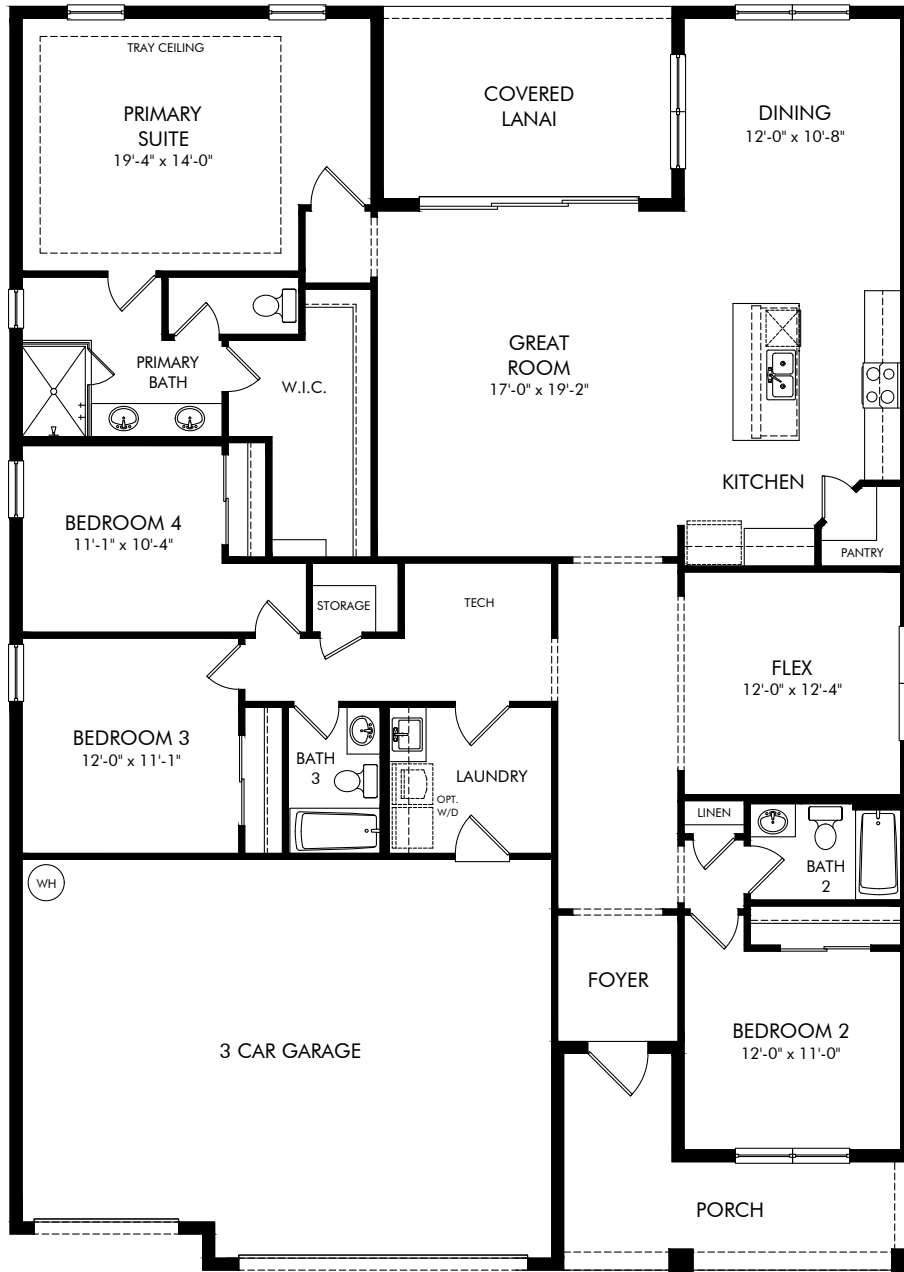 TRAY CEILING
PRIMARY
SUITE
19'-4" x 14'-0"
COVERED
LANAI
DINING
12'-0" x 10'-8"
GREAT
ROOM
17'-0" x 19'-2"
PRIMARY
BATH
W.I.C.
KITCHEN
PANTRY
BEDROOM 4
11'-1" x 10'-4"
STORAGE
TECH
FLEX
12'-0" x 12'-4"
BEDROOM 3
12'-0" x 11'-1"
BATH
3
LAUNDRY
OPT.
W/D
LINEN
BATH
2
WH
FOYER
BEDROOM 2
12'-0" x 11'-0"
3 CAR GARAGE
PORCH